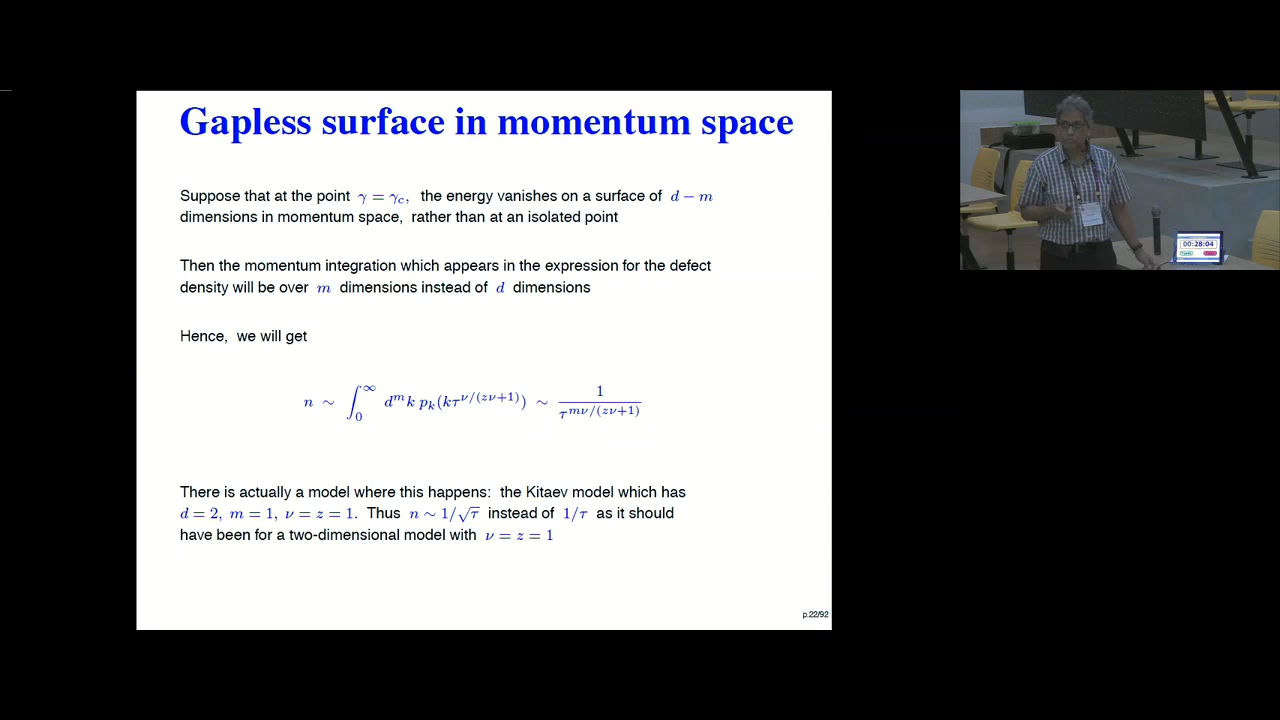 Gapless surface in momentum space
Suppose that at the point γ = γ_c, the energy vanishes on a surface of d − m
dimensions in momentum space, rather than at an isolated point
Then the momentum integration which appears in the expression for the defect
density will be over m dimensions instead of d dimensions
Hence, we will get
n ∼ ∫_0^∞ d^m k p_k(kτ^{ν/(zν+1)}) ∼ 1/τ^{mν/(zν+1)}
There is actually a model where this happens: the Kitaev model which has
d = 2, m = 1, ν = z = 1. Thus n ∼ 1/√τ instead of 1/τ as it should
have been for a two-dimensional model with ν = z = 1
p.22/92
00:28:04